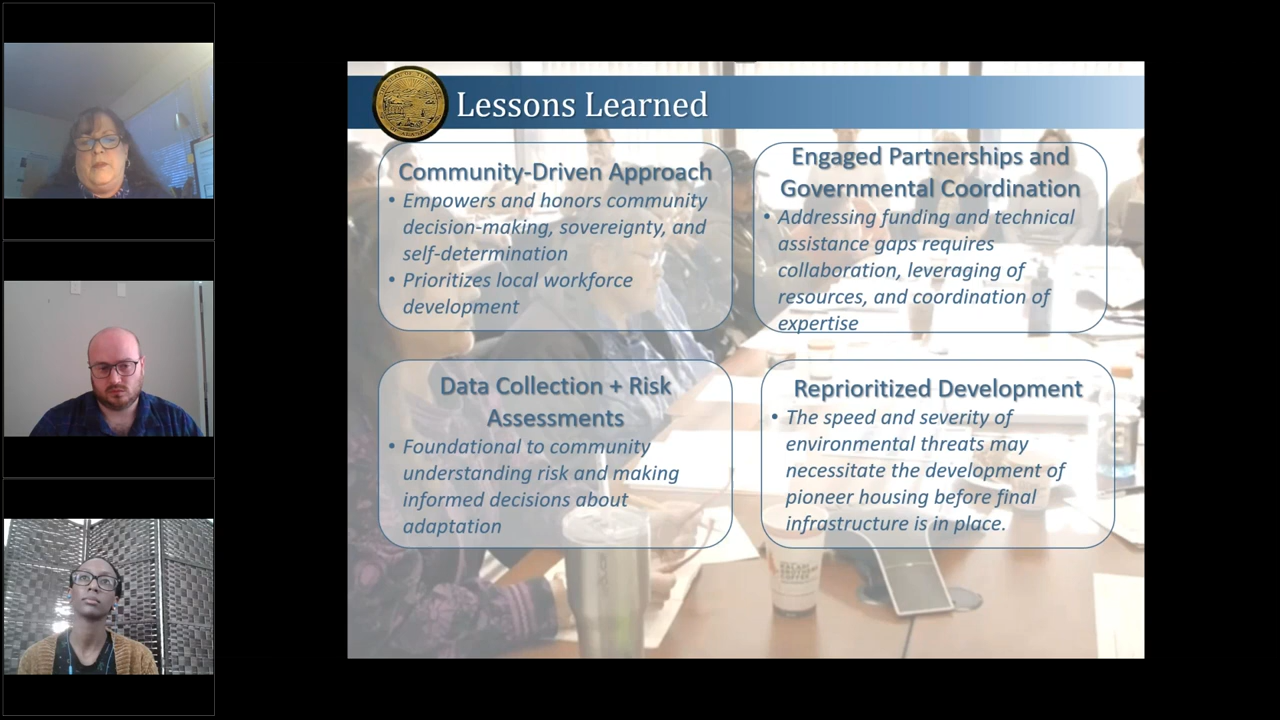 Lessons Learned
Community-Driven Approach
• Empowers and honors community
decision-making, sovereignty, and
self-determination
• Prioritizes local workforce
development
Engaged Partnerships and
Governmental Coordination
• Addressing funding and technical
assistance gaps requires
collaboration, leveraging of
resources, and coordination of
expertise
Data Collection + Risk
Assessments
• Foundational to community
understanding risk and making
informed decisions about
adaptation
Reprioritized Development
• The speed and severity of
environmental threats may
necessitate the development of
pioneer housing before final
infrastructure is in place.